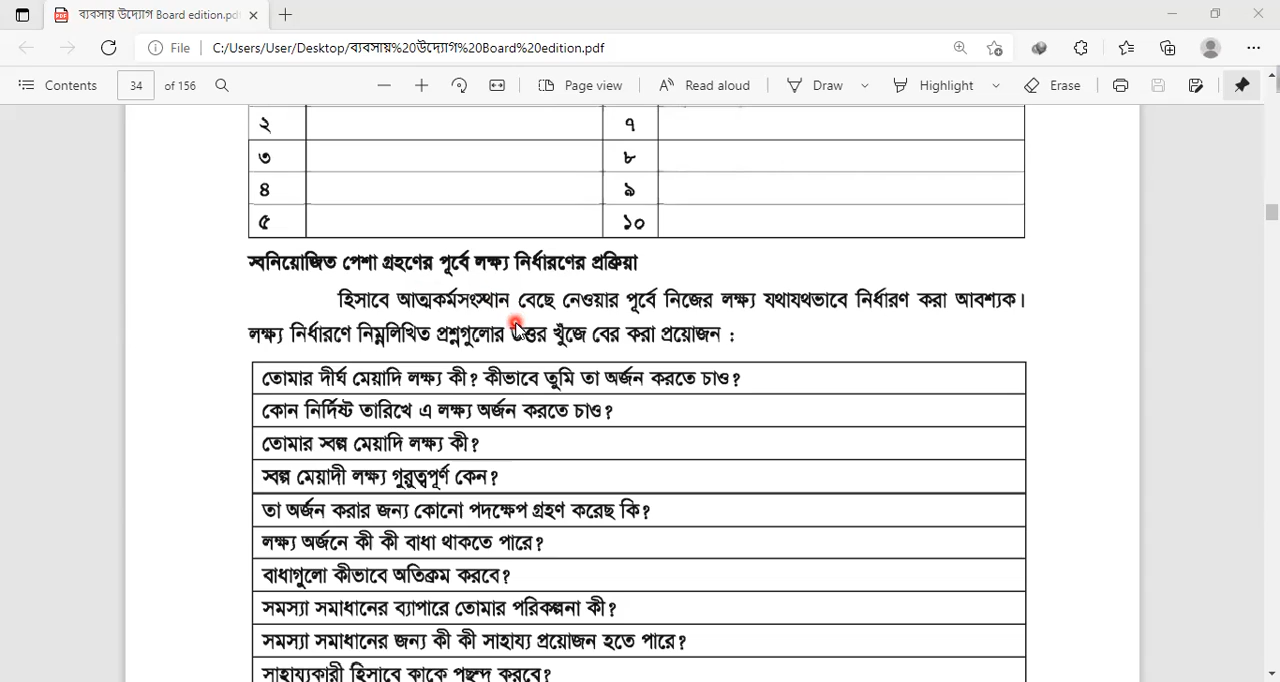 ব্যবসায় উদ্যোগ Board edition.pd
File C:/Users/User/Desktop/ব্যবসায়%20উদ্যোগ%20Board%20edition.pdf
Contents 34 of 156 Page view Read aloud Draw Highlight Erase
২ ৭
৩ ৮
৪ ৯
৫ ১০
স্বনিয়োজিত পেশা গ্রহণের পূর্বে লক্ষ্য নির্ধারণের প্রক্রিয়া
হিসাবে আত্মকর্মসংস্থান বেছে নেওয়ার পূর্বে নিজের লক্ষ্য যথাযথভাবে নির্ধারণ করা আবশ্যক।
লক্ষ্য নির্ধারণে নিম্নলিখিত প্রশ্নগুলোর উত্তর খুঁজে বের করা প্রয়োজন :
তোমার দীর্ঘ মেয়াদি লক্ষ্য কী? কীভাবে তুমি তা অর্জন করতে চাও?
কোন নির্দিষ্ট তারিখে এ লক্ষ্য অর্জন করতে চাও?
তোমার স্বল্প মেয়াদি লক্ষ্য কী?
স্বল্প মেয়াদী লক্ষ্য গুরুত্বপূর্ণ কেন?
তা অর্জন করার জন্য কোনো পদক্ষেপ গ্রহণ করেছ কি?
লক্ষ্য অর্জনে কী কী বাধা থাকতে পারে?
বাধাগুলো কীভাবে অতিক্রম করবে?
সমস্যা সমাধানের ব্যাপারে তোমার পরিকল্পনা কী?
সমস্যা সমাধানের জন্য কী কী সাহায্য প্রয়োজন হতে পারে?
সাহায্যকারী হিসাবে কাকে পছন্দ করবে?